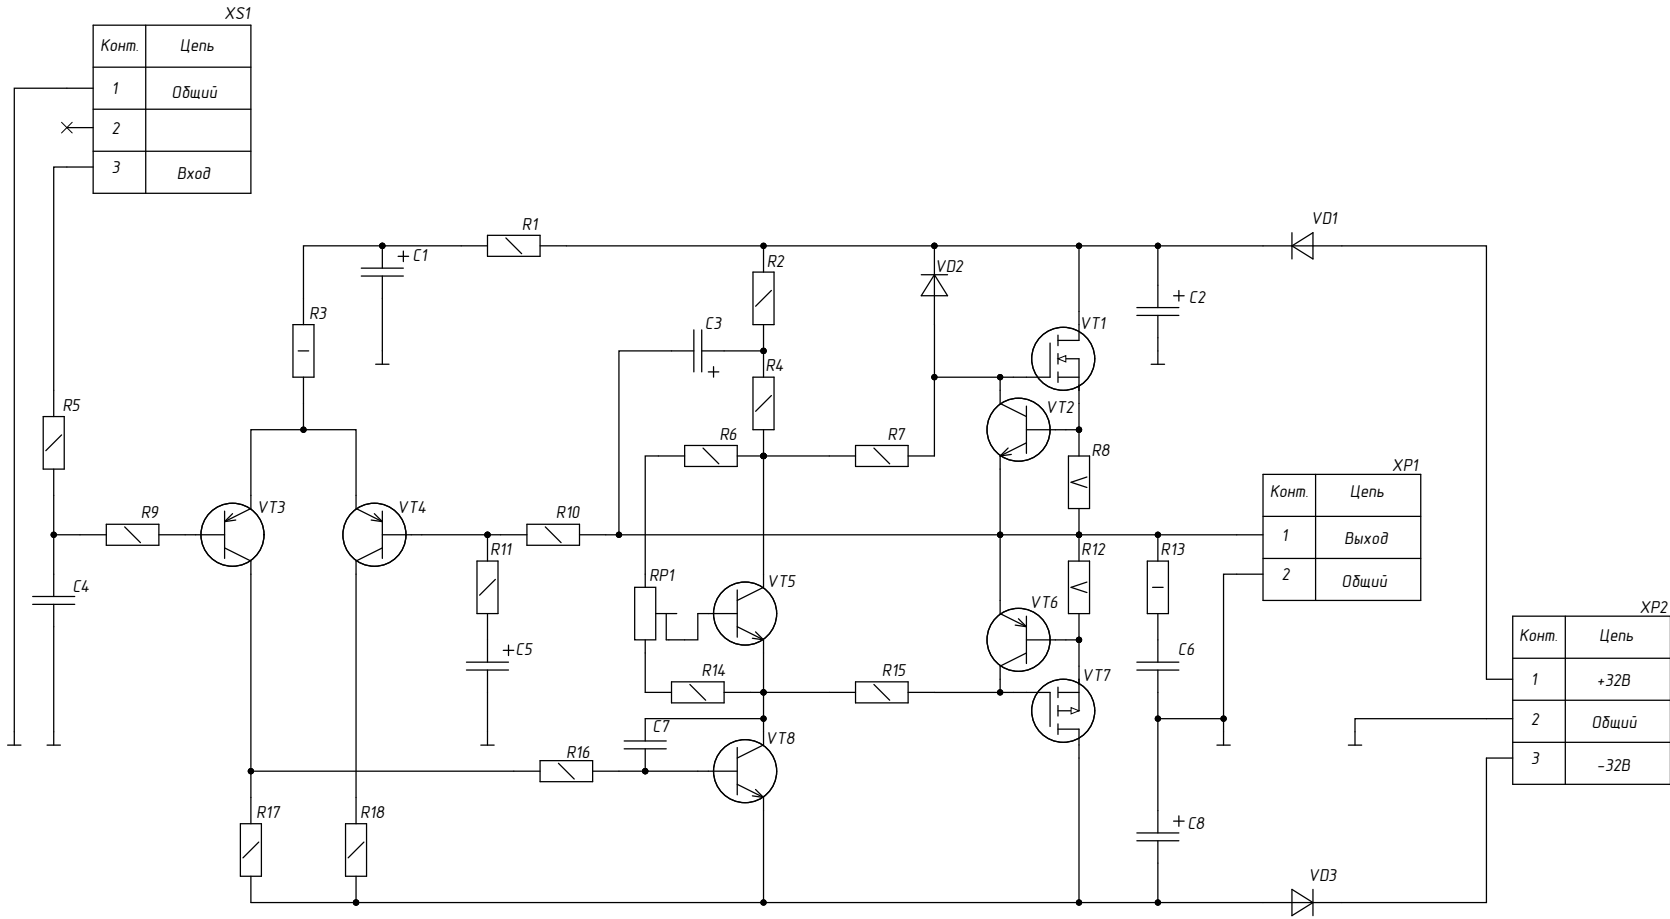 XS1
Конт. Цепь
1 Общий
2
3 Вход
R1
VD1
C1
R2
VD2
C2
R3
C3
VT1
R4
R5
VT2
R6
R7
R8
XP1
Конт. Цепь
1 Выход
2 Общий
R9
VT3
VT4
R10
R11
R12
R13
C4
RP1
VT5
VT6
XP2
Конт. Цепь
1 +32В
2 Общий
3 -32В
C5
R14
R15
C6
VT7
C7
VT8
R16
R17
R18
C8
VD3